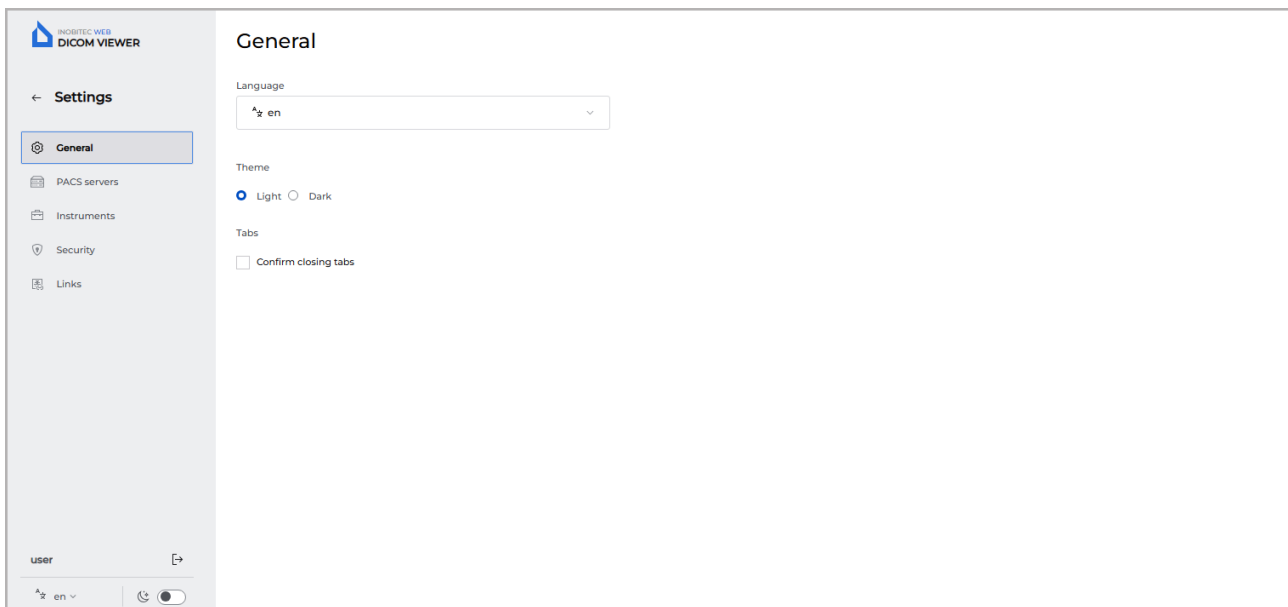 INOBITEC WEB
DICOM VIEWER
Settings
General
PACS servers
Instruments
Security
Links
user
en
General
Language
en
Theme
Light Dark
Tabs
Confirm closing tabs